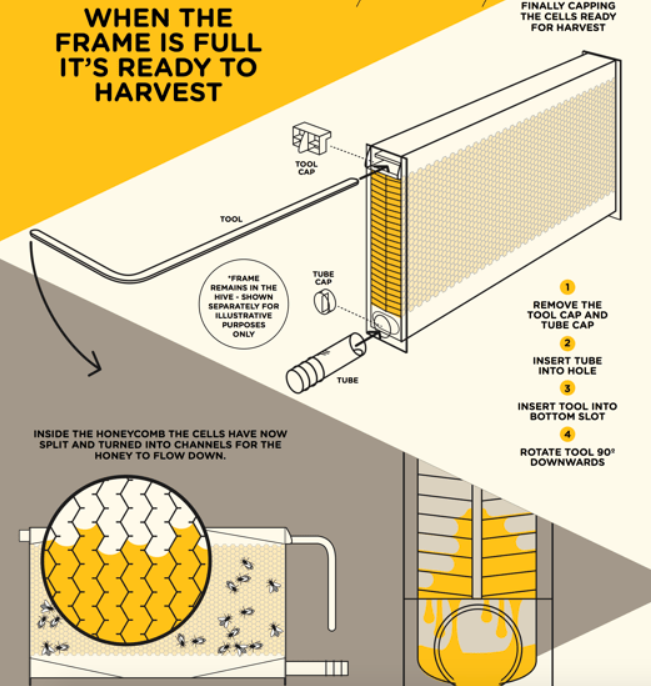 WHEN THE
FRAME IS FULL
IT'S READY TO
HARVEST
FINALLY CAPPING
THE CELLS READY
FOR HARVEST
TOOL
CAP
TOOL
*FRAME
REMAINS IN THE
HIVE - SHOWN
SEPARATELY FOR
ILLUSTRATIVE
PURPOSES
ONLY
TUBE
CAP
TUBE
1
REMOVE THE
TOOL CAP AND
TUBE CAP
2
INSERT TUBE
INTO HOLE
3
INSERT TOOL INTO
BOTTOM SLOT
4
ROTATE TOOL 90º
DOWNWARDS
INSIDE THE HONEYCOMB THE CELLS HAVE NOW
SPLIT AND TURNED INTO CHANNELS FOR THE
HONEY TO FLOW DOWN.